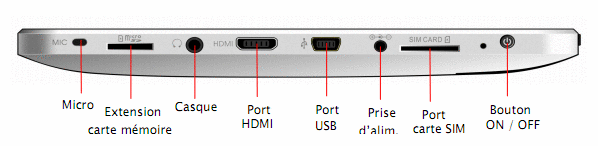 MIC
micro
HDMI
SIM CARD
Micro
Extension
carte mémoire
Casque
Port
HDMI
Port
USB
Prise
d'alim.
Port
carte SIM
Bouton
ON / OFF